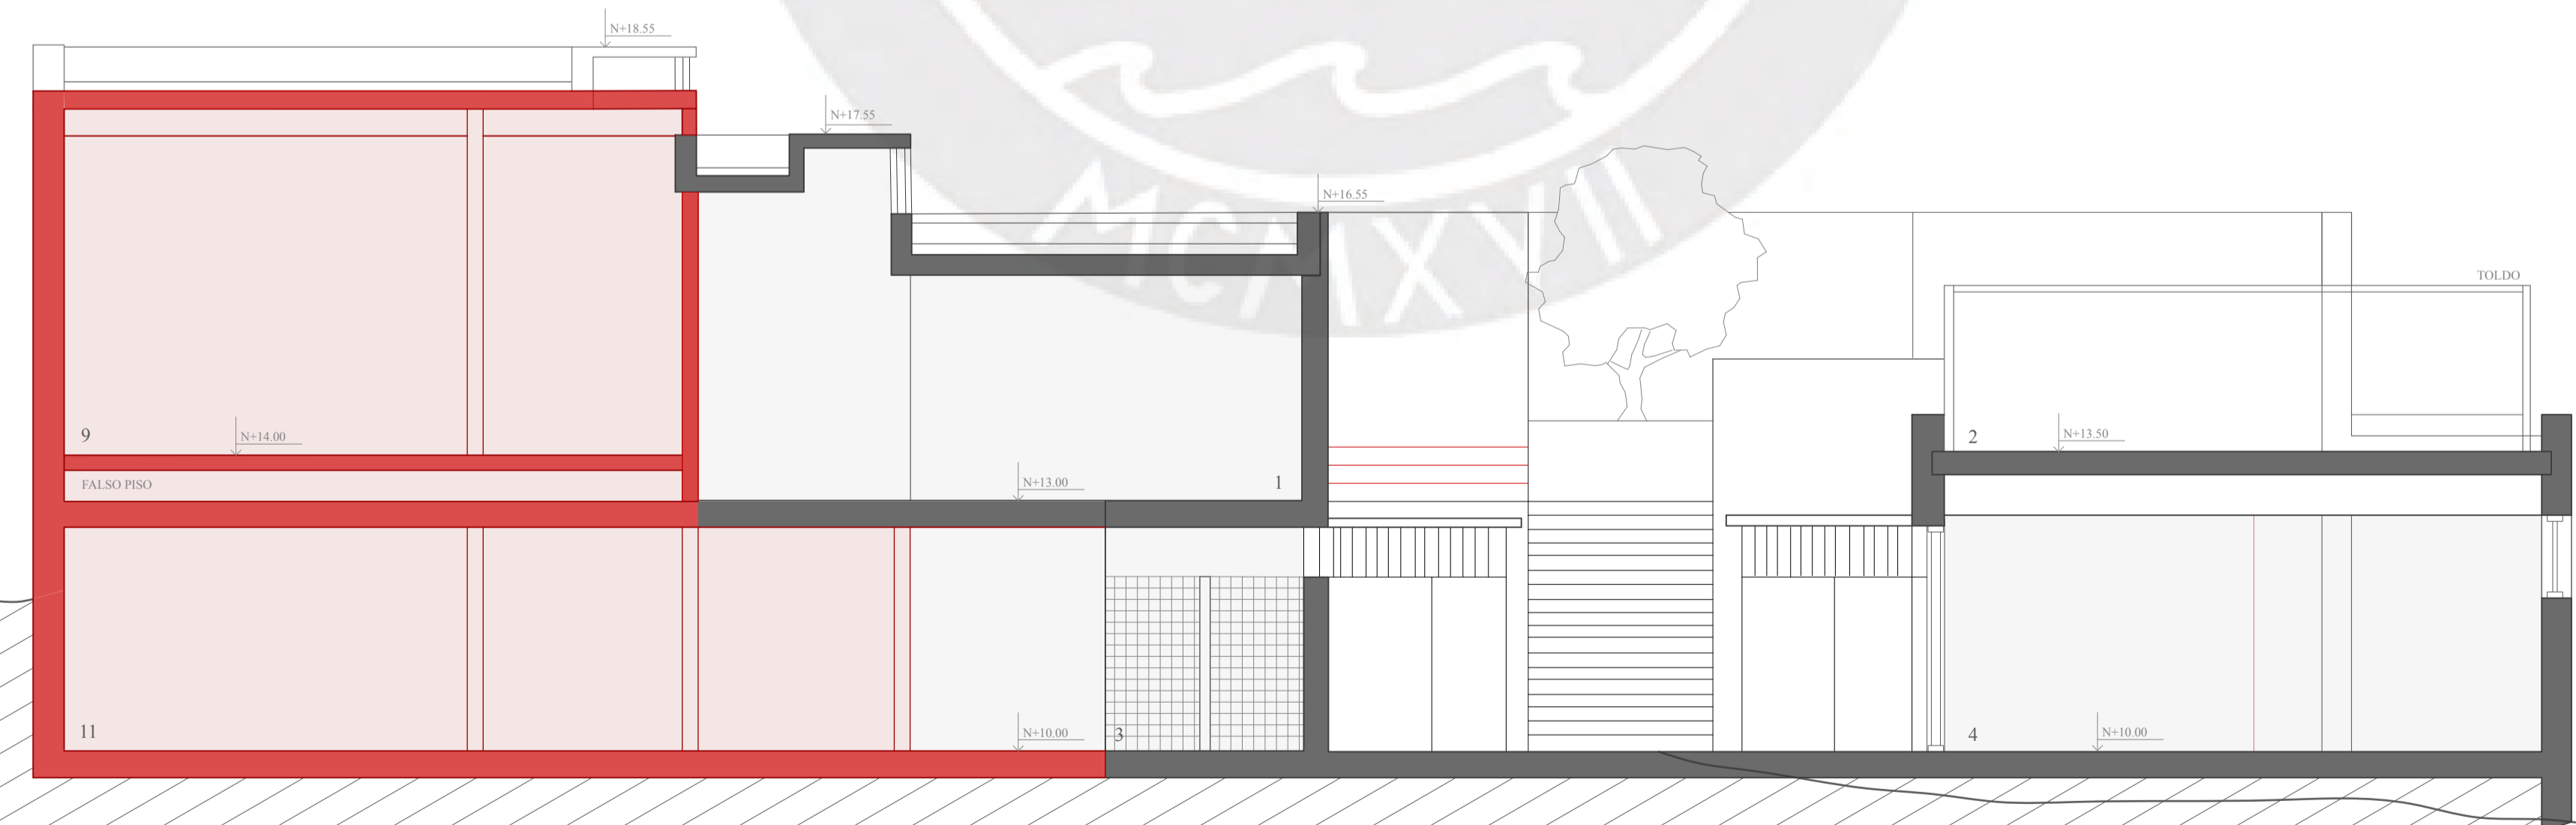 N+18.55
N+17.55
MCMXVII
N+16.55
TOLDO
9
N+14.00
2
N+13.50
FALSO PISO
N+13.00
1
11
N+10.00
3
4
N+10.00